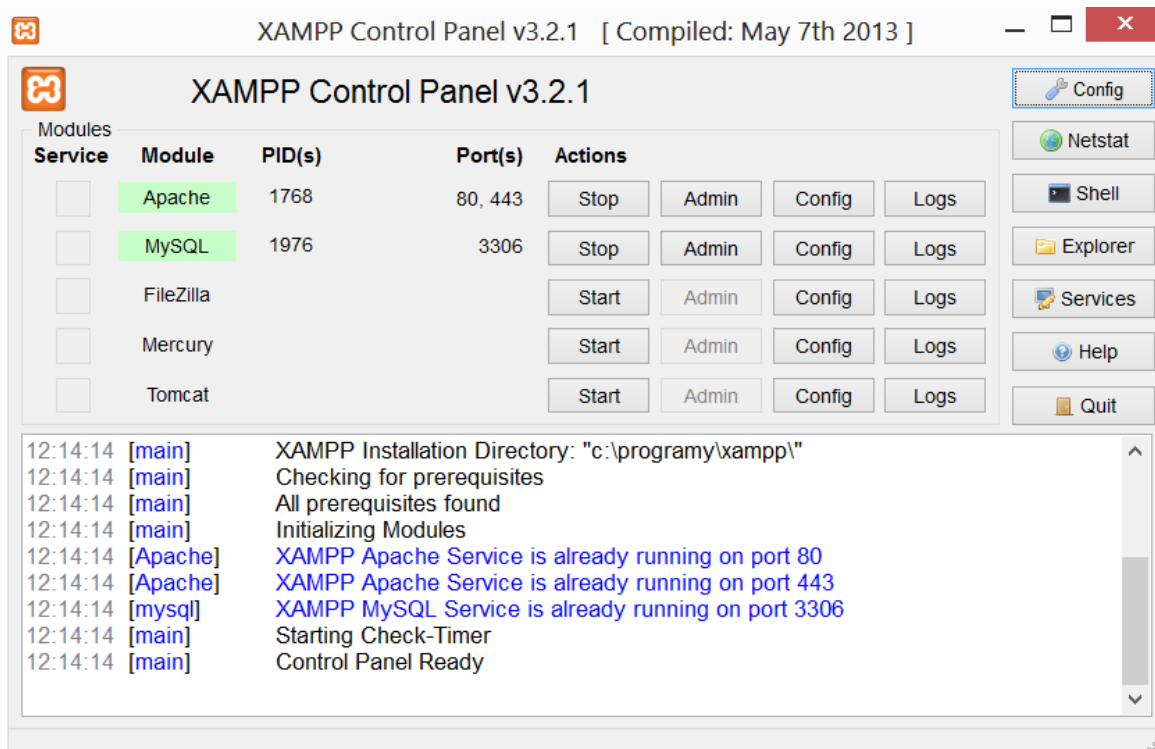 XAMPP Control Panel v3.2.1 [ Compiled: May 7th 2013 ]
XAMPP Control Panel v3.2.1
Config
Modules
Netstat
Service Module PID(s) Port(s) Actions
Apache 1768 80, 443 Stop Admin Config Logs
Shell
MySQL 1976 3306 Stop Admin Config Logs
Explorer
FileZilla Start Admin Config Logs
Services
Mercury Start Admin Config Logs
Help
Tomcat Start Admin Config Logs
Quit
12:14:14 [main] XAMPP Installation Directory: "c:\programy\xampp\"
12:14:14 [main] Checking for prerequisites
12:14:14 [main] All prerequisites found
12:14:14 [main] Initializing Modules
12:14:14 [Apache] XAMPP Apache Service is already running on port 80
12:14:14 [Apache] XAMPP Apache Service is already running on port 443
12:14:14 [mysql] XAMPP MySQL Service is already running on port 3306
12:14:14 [main] Starting Check-Timer
12:14:14 [main] Control Panel Ready